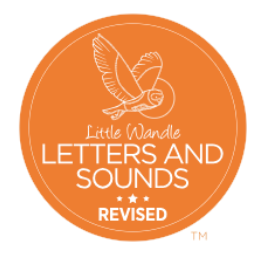 Little Wandle
LETTERS AND
SOUNDS
REVISED
TM